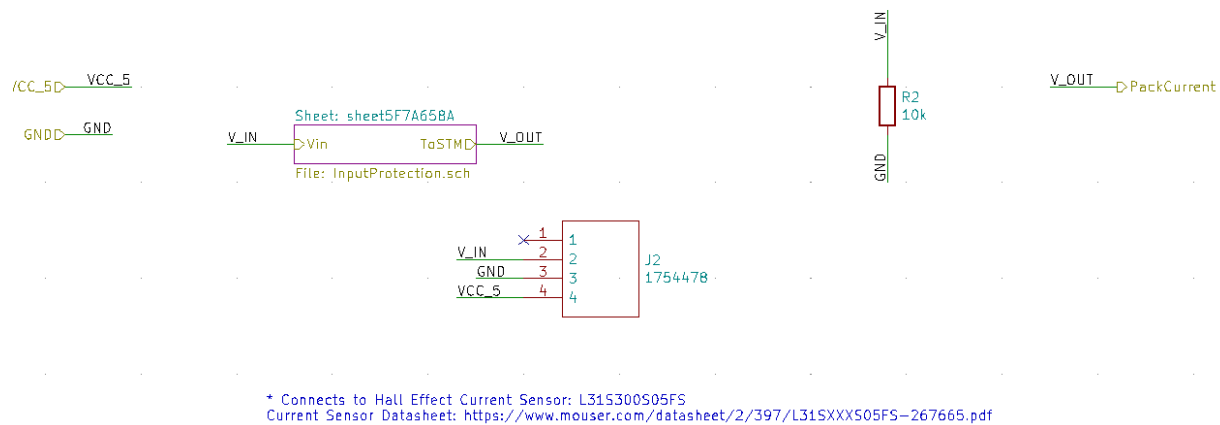 V_IN
/CC_5
VCC_5
R2
10k
V_OUT
PackCurrent
GND
GND
Sheet: sheet5F7A658A
V_IN
Vin
ToSTM
V_OUT
File: InputProtection.sch
GND
1
1
V_IN
2
2
GND
3
3
VCC_5
4
4
J2
1754478
* Connects to Hall Effect Current Sensor: L31S300S05FS
Current Sensor Datasheet: https://www.mouser.com/datasheet/2/397/L31SXXXS05FS-267665.pdf